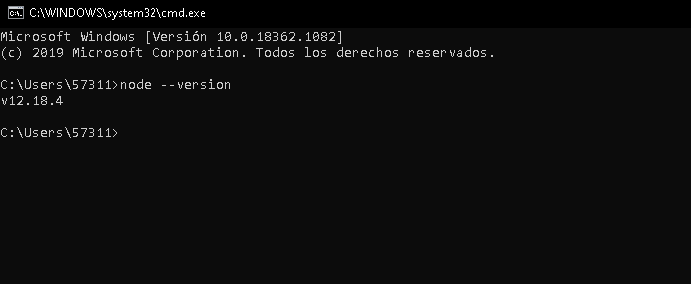 C:\WINDOWS\system32\cmd.exe
Microsoft Windows [Versión 10.0.18362.1082]
(c) 2019 Microsoft Corporation. Todos los derechos reservados.
C:\Users\57311>node --version
v12.18.4
C:\Users\57311>